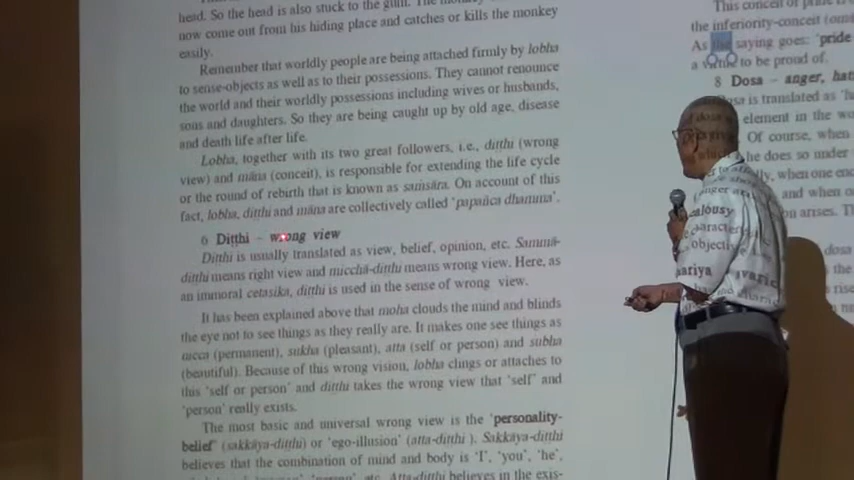 head. So the head is also stuck to the gum. The monkey
now come out from his hiding place and catches or kills the monkey
easily.
Remember that worldly people are being attached firmly by lobha
to sense-objects as well as to their possessions. They cannot renounce
the world and their worldly possessions including wives or husbands,
sons and daughters. So they are being caught up by old age, disease
and death life after life.
Lobha, together with its two great followers, i.e., diṭṭhi (wrong
view) and māna (conceit), is responsible for extending the life cycle
or the round of rebirth that is known as saṁsāra. On account of this
fact, lobha, diṭṭhi and māna are collectively called 'papañca dhamma'.
6 Diṭṭhi – wrong view
Diṭṭhi is usually translated as view, belief, opinion, etc. Sammā-
diṭṭhi means right view and micchā-diṭṭhi means wrong view. Here, as
an immoral cetasika, diṭṭhi is used in the sense of wrong view.
It has been explained above that moha clouds the mind and blinds
the eye not to see things as they really are. It makes one see things as
nicca (permanent), sukha (pleasant), atta (self or person) and subha
(beautiful). Because of this wrong vision, lobha clings or attaches to
this 'self or person' and diṭṭhi takes the wrong view that 'self' and
'person' really exists.
The most basic and universal wrong view is the 'personality-
belief' (sakkāya-diṭṭhi) or 'ego-illusion' (atta-diṭṭhi ). Sakkāya-diṭṭhi
believes that the combination of mind and body is 'I', 'you', 'he',
etc. Atta-diṭṭhi believes in the exis-
This conceit of pride
the inferiority-conceit
As the saying goes: 'pride
a virtue to be proud of.
8 Dosa – anger,
Dosa is translated as
element in the
Of course, when
he does so under
when one
and when
arises. The
dosa
jealousy
objective